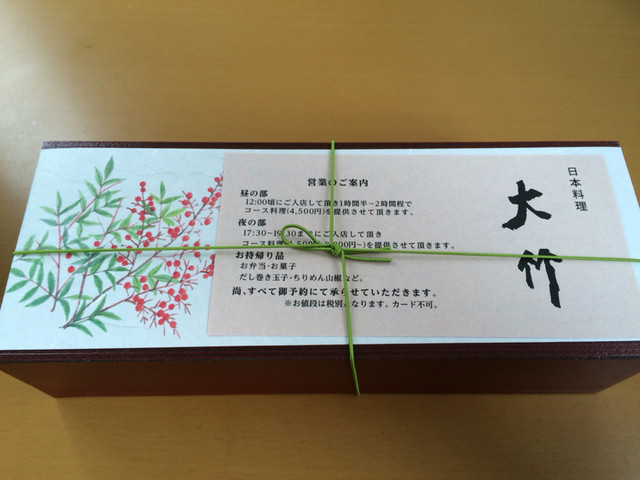 日本料理
大竹
営業のご案内
昼の部
12:00頃にご入店して頂き1時間半~2時間程で
コース料理(4,500円)を提供させて頂きます。
夜の部
17:30~19:30までにご入店して頂き
コース料理 500円~)を提供させて頂きます。
お持帰り品
お弁当・お菓子
だし巻き玉子・ちりめん山椒など。
尚、すべて御予約にて承らせていただきます。
※お値段は税別となります。カード不可。